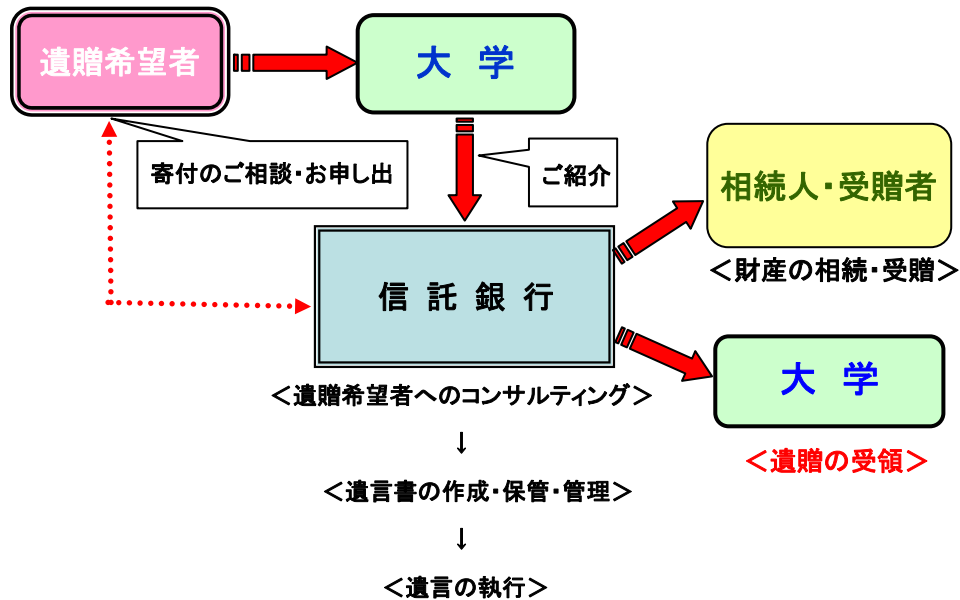 遺贈希望者
大 学
寄付のご相談・お申し出
ご紹介
相続人・受贈者
＜財産の相続・受贈＞
信 託 銀 行
大 学
＜遺贈の受領＞
＜遺贈希望者へのコンサルティング＞
↓
＜遺言書の作成・保管・管理＞
↓
＜遺言の執行＞